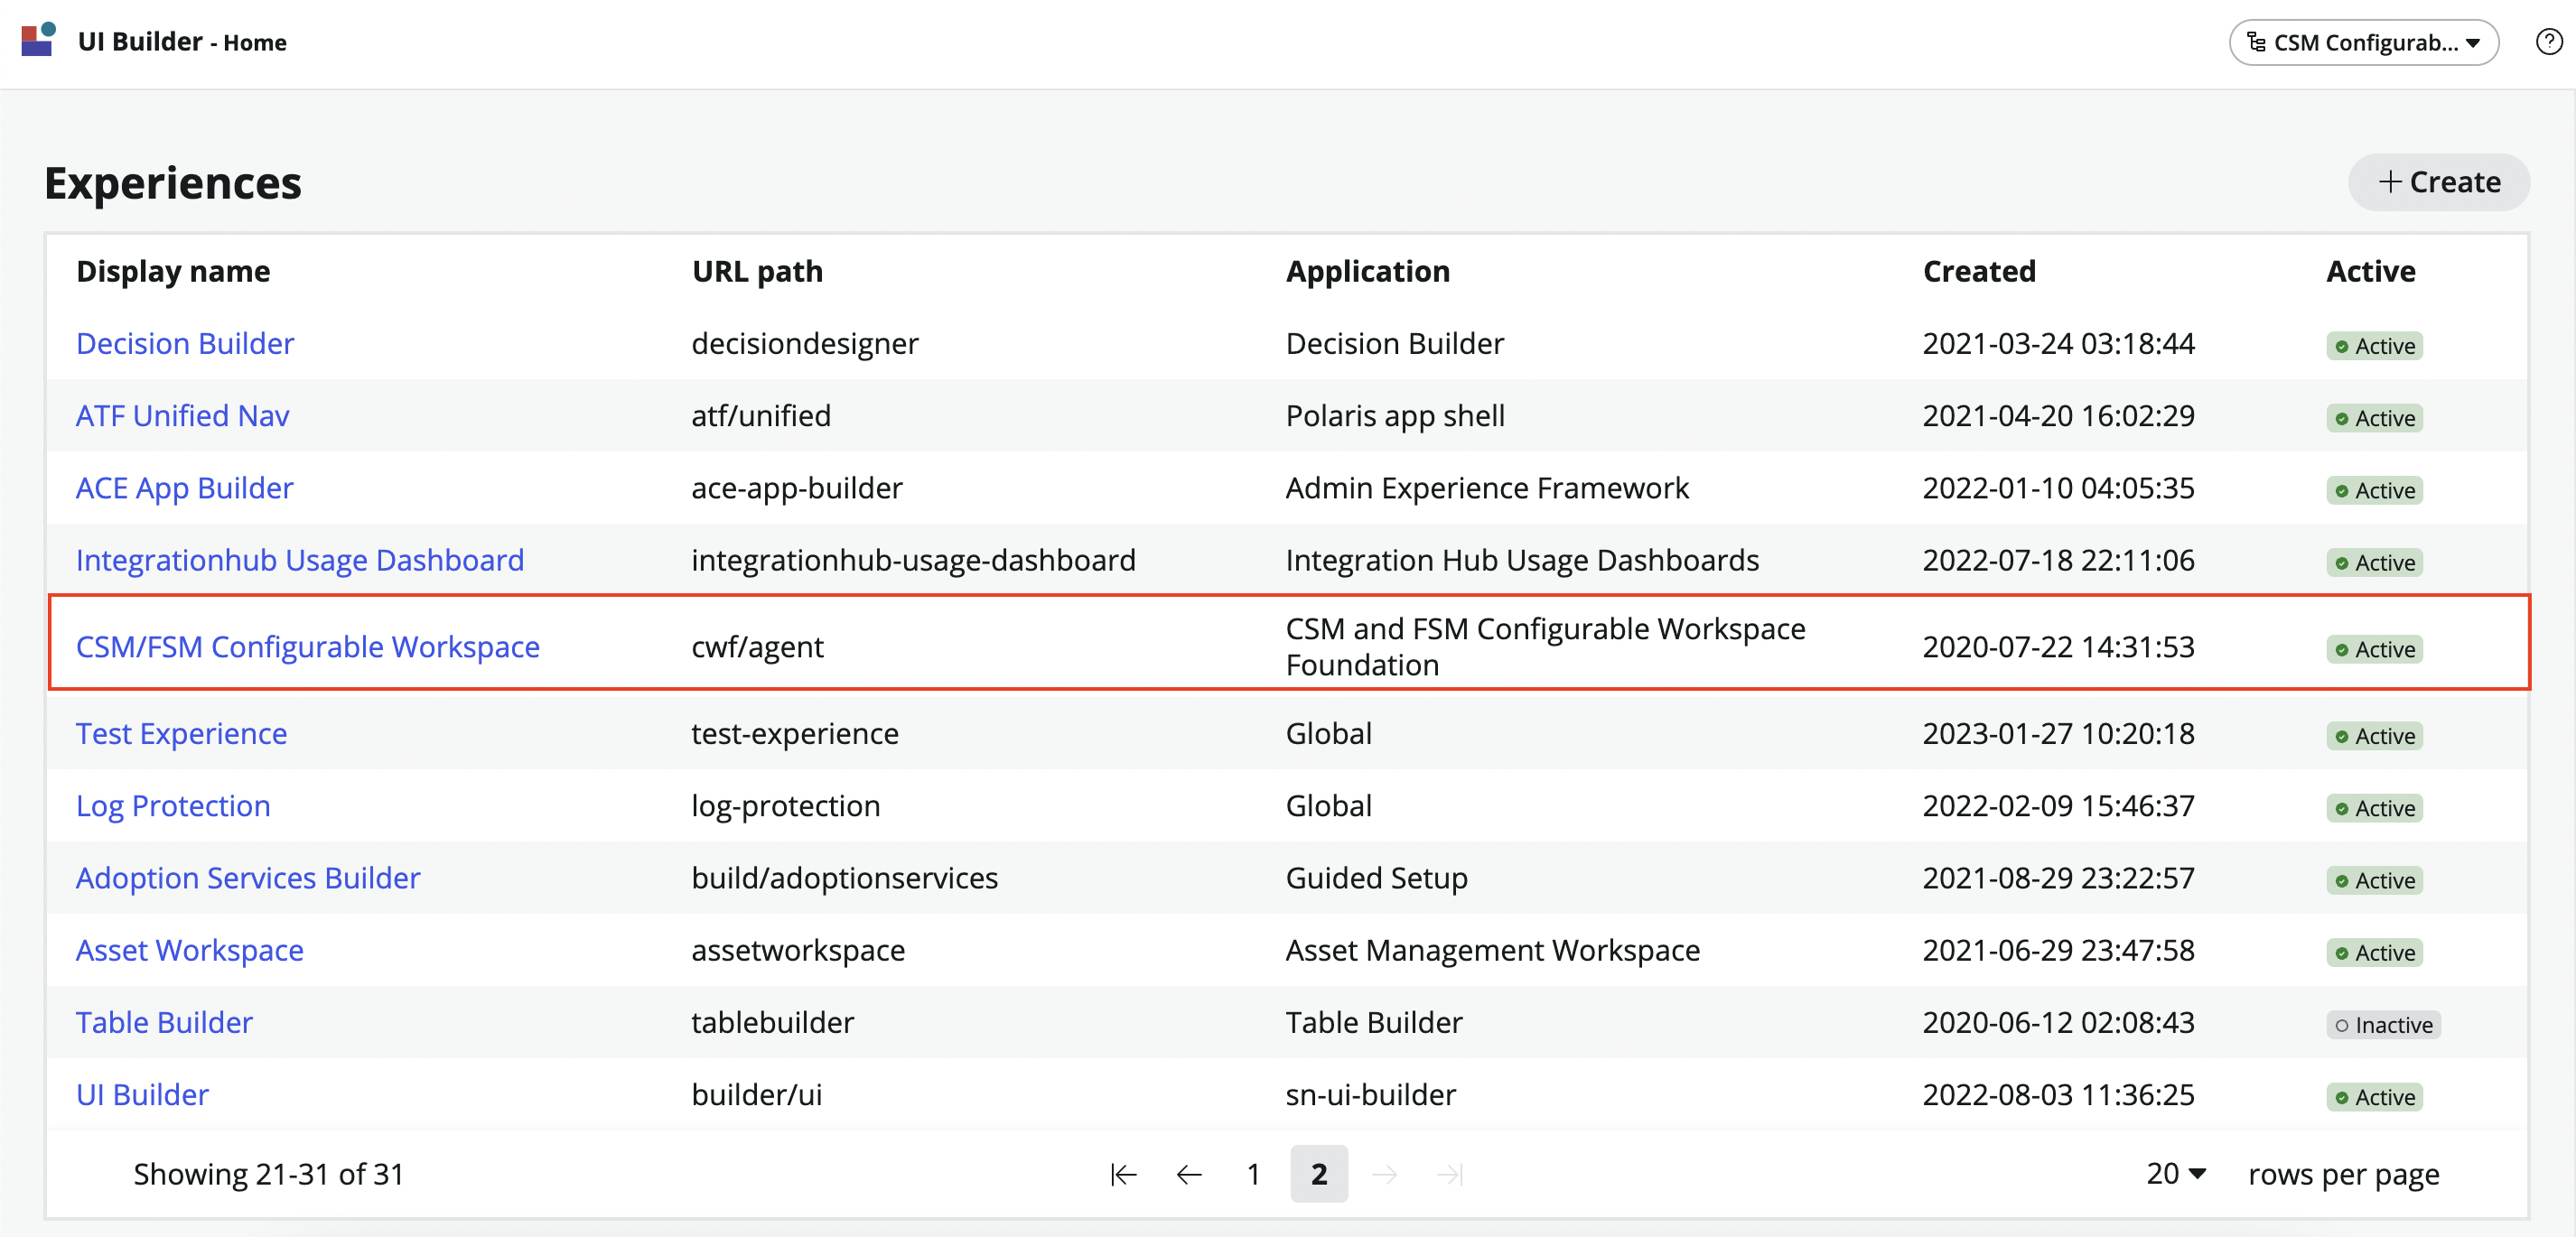 UI Builder - Home
CSM Configurab...
Experiences
+ Create
Display name URL path Application Created Active
Decision Builder decisiondesigner Decision Builder 2021-03-24 03:18:44 Active
ATF Unified Nav atf/unified Polaris app shell 2021-04-20 16:02:29 Active
ACE App Builder ace-app-builder Admin Experience Framework 2022-01-10 04:05:35 Active
Integrationhub Usage Dashboard integrationhub-usage-dashboard Integration Hub Usage Dashboards 2022-07-18 22:11:06 Active
CSM/FSM Configurable Workspace cwf/agent CSM and FSM Configurable Workspace Foundation 2020-07-22 14:31:53 Active
Test Experience test-experience Global 2023-01-27 10:20:18 Active
Log Protection log-protection Global 2022-02-09 15:46:37 Active
Adoption Services Builder build/adoptionservices Guided Setup 2021-08-29 23:22:57 Active
Asset Workspace assetworkspace Asset Management Workspace 2021-06-29 23:47:58 Active
Table Builder tablebuilder Table Builder 2020-06-12 02:08:43 Inactive
UI Builder builder/ui sn-ui-builder 2022-08-03 11:36:25 Active
Showing 21-31 of 31 1 2 20 rows per page